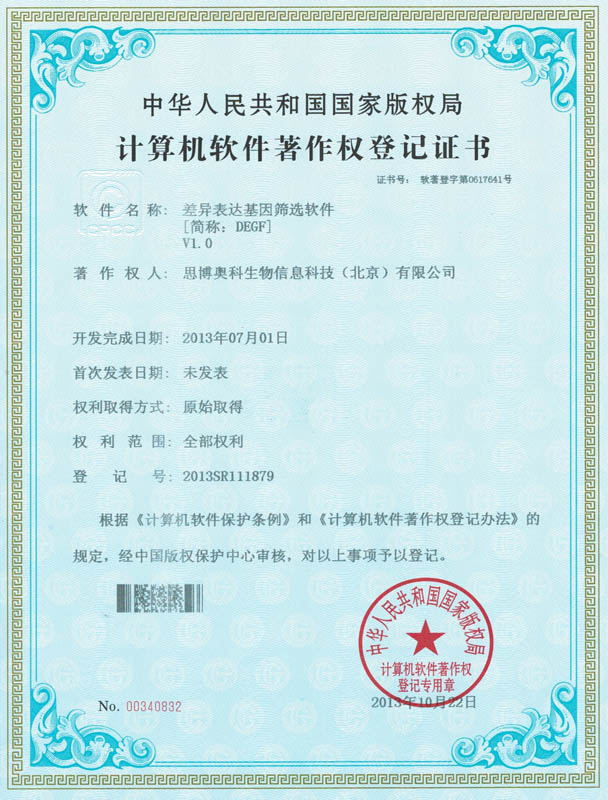 中华人民共和国国家版权局
计算机软件著作权登记证书
证书号： 软著登字第0617641号
CPCC
软件名称： 差异表达基因筛选软件
[简称：DEGF]
V1.0
著作权人： 思博奥科生物信息科技（北京）有限公司
开发完成日期： 2013年07月01日
首次发表日期： 未发表
权利取得方式： 原始取得
权利范围： 全部权利
登记号： 2013SR111879
根据《计算机软件保护条例》和《计算机软件著作权登记办法》的
规定，经中国版权保护中心审核，对以上事项予以登记。
中华人民共和国国家版权局
计算机软件著作权
登记专用章
No. 00340832
2013年10月22日